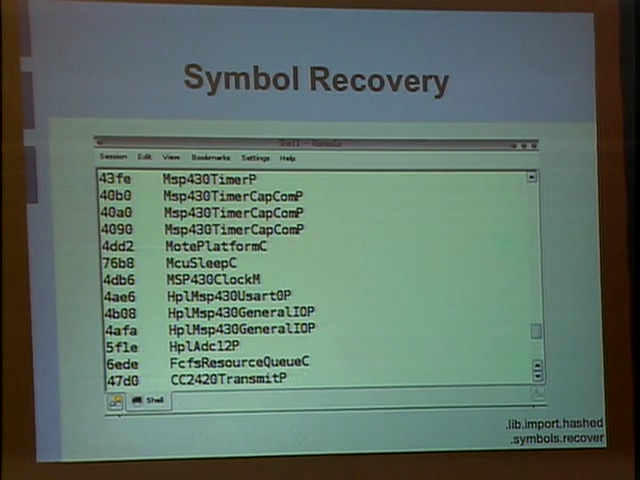 Symbol Recovery
Shell - Konsole
Session Edit View Bookmarks Settings Help
43fe Msp430TimerP
40b0 Msp430TimerCapComP
40a0 Msp430TimerCapComP
4090 Msp430TimerCapComP
4dd2 MotePlatformC
76b8 McuSleepC
4db6 MSP430ClockM
4ae6 HplMsp430Usart0P
4b08 HplMsp430GeneralIOP
4afa HplMsp430GeneralIOP
5f1e HplAdc12P
6ede FcfsResourceQueueC
47d0 CC2420TransmitP
Shell
.lib.import.hashed
.symbols.recover